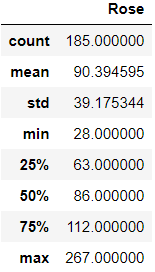 Rose
count 185.000000
mean 90.394595
std 39.175344
min 28.000000
25% 63.000000
50% 86.000000
75% 112.000000
max 267.000000